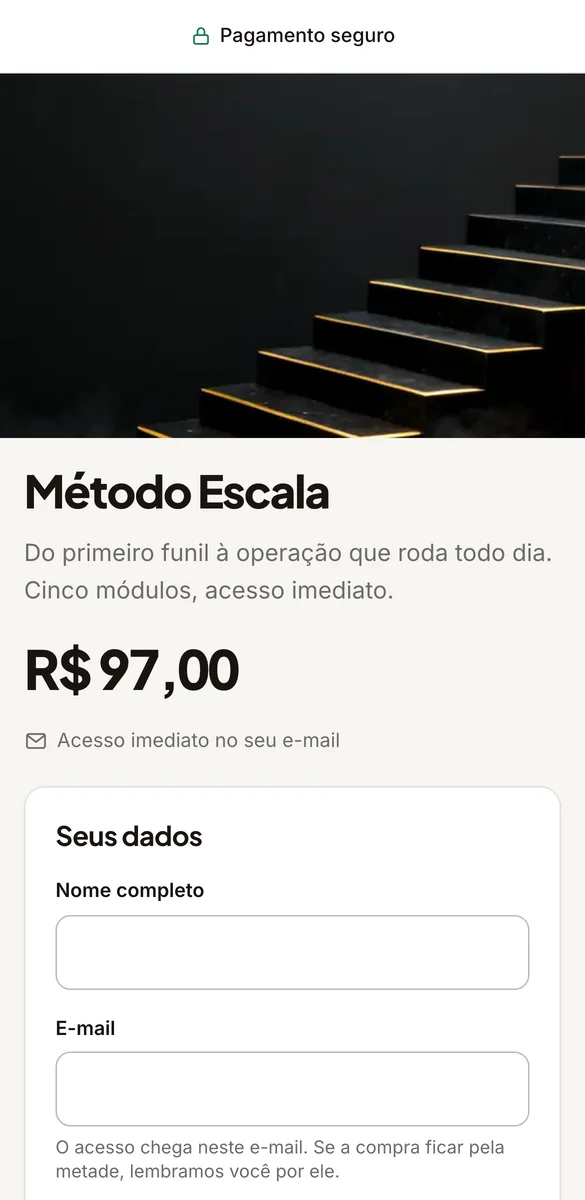 Pagamento seguro
Método Escala
Do primeiro funil à operação que roda todo dia.
Cinco módulos, acesso imediato.
R$ 97,00
Acesso imediato no seu e-mail
Seus dados
Nome completo
E-mail
O acesso chega neste e-mail. Se a compra ficar pela
metade, lembramos você por ele.